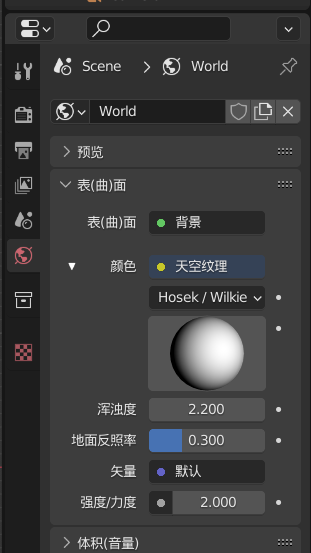 Scene > World
World
预览
表(曲)面
表(曲)面 背景
颜色 天空纹理
Hosek / Wilkie
浑浊度 2.200
地面反照率 0.300
矢量 默认
强度/力度 2.000
体积(音量)